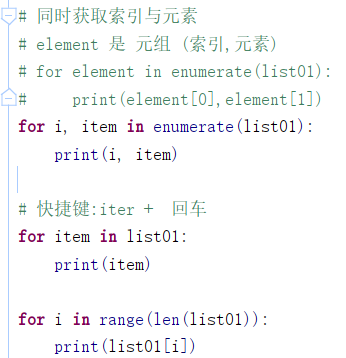 # 同时获取索引与元素
# element 是 元组 (索引,元素)
# for element in enumerate(list01):
#     print(element[0],element[1])
for i, item in enumerate(list01):
    print(i, item)
# 快捷键:iter +  回车
for item in list01:
    print(item)
for i in range(len(list01)):
    print(list01[i])